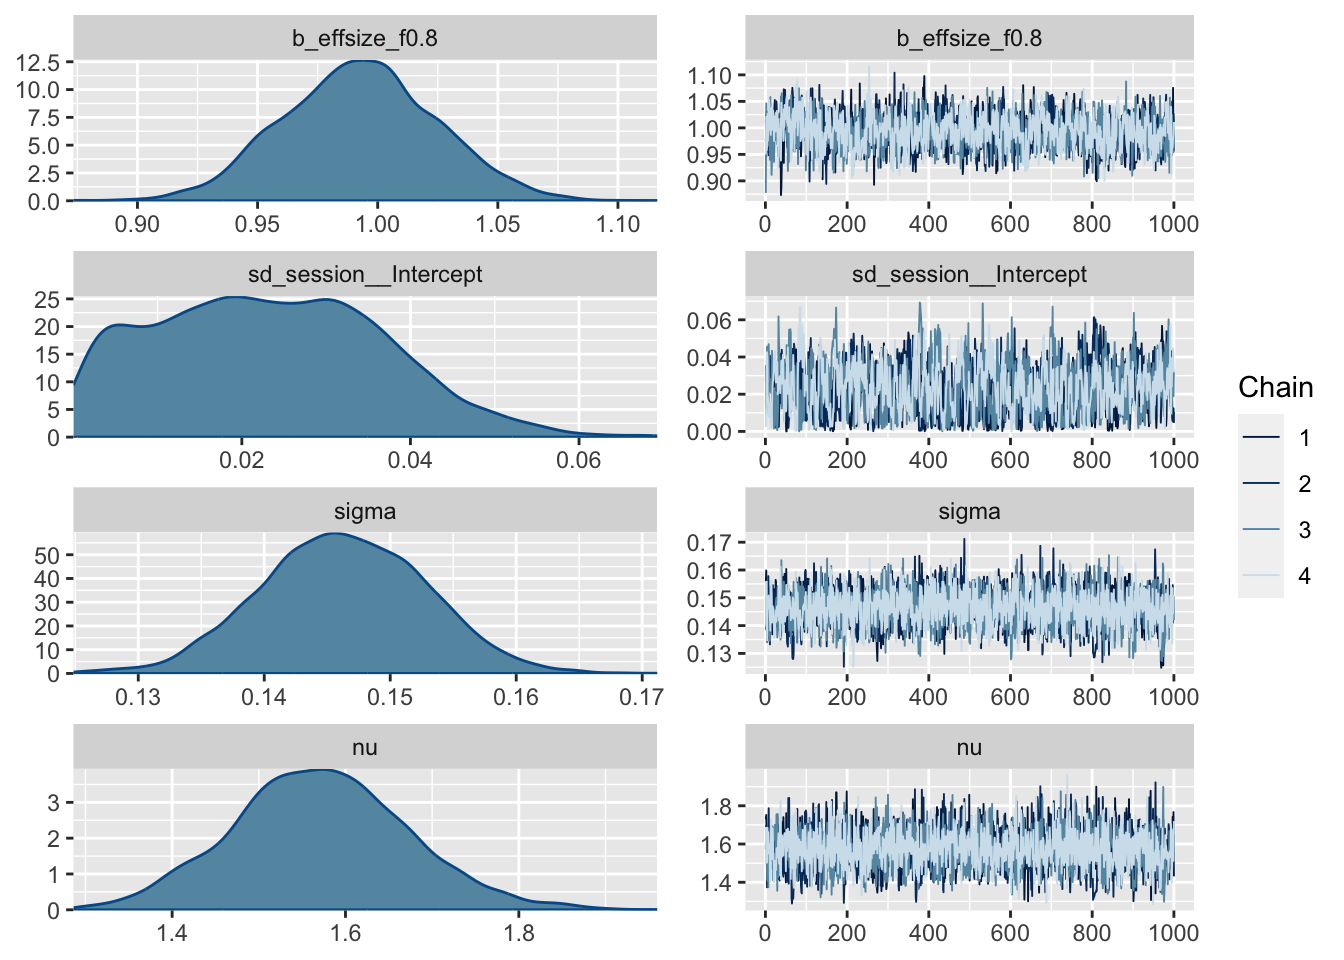 b_effsize_f0.8
12.5
10.0
7.5
5.0
2.5
0.0
0.90 0.95 1.00 1.05 1.10
b_effsize_f0.8
1.10
1.05
1.00
0.95
0.90
0 200 400 600 800 1000
sd_session__Intercept
25
20
15
10
5
0
0.02 0.04 0.06
sd_session__Intercept
0.06
0.04
0.02
0.00
0 200 400 600 800 1000
sigma
50
40
30
20
10
0
0.13 0.14 0.15 0.16 0.17
sigma
0.17
0.16
0.15
0.14
0.13
0 200 400 600 800 1000
nu
3
2
1
0
1.4 1.6 1.8
nu
1.8
1.6
1.4
0 200 400 600 800 1000
Chain
1
2
3
4